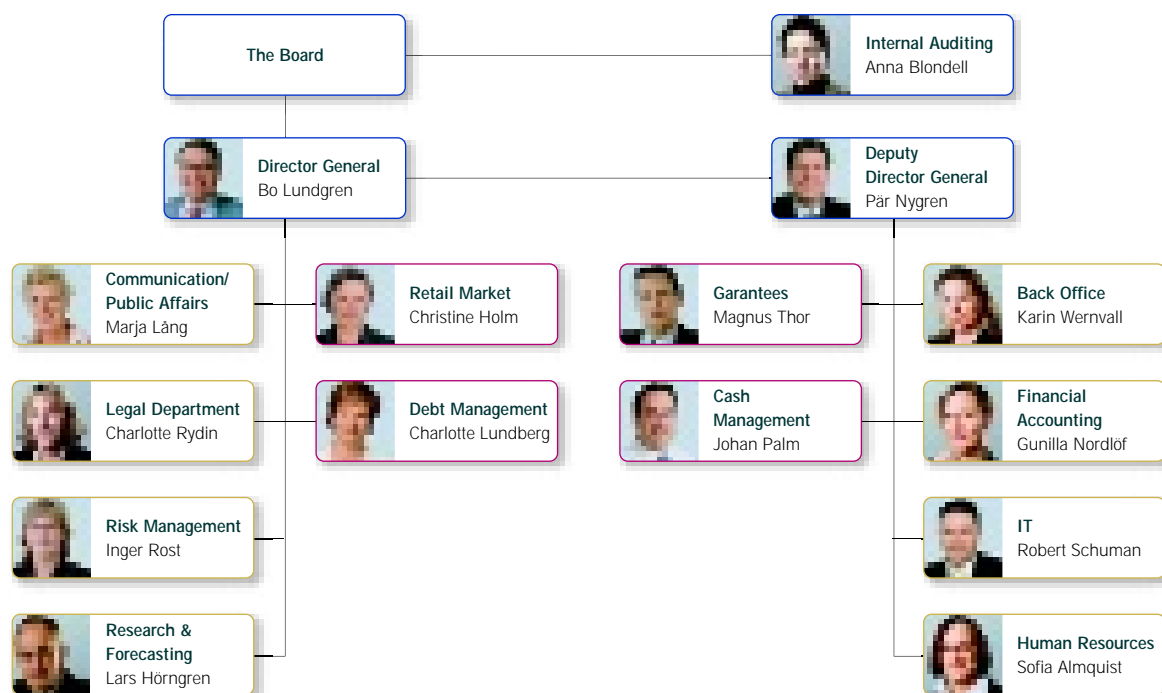 The Board
Internal Auditing
Anna Blondell
Director General
Bo Lundgren
Deputy
Director General
Pär Nygren
Communication/
Public Affairs
Marja Lång
Retail Market
Christine Holm
Garantees
Magnus Thor
Back Office
Karin Wernvall
Legal Department
Charlotte Rydin
Debt Management
Charlotte Lundberg
Cash
Management
Johan Palm
Financial
Accounting
Gunilla Nordlöf
Risk Management
Inger Rost
IT
Robert Schuman
Research &
Forecasting
Lars Hörngren
Human Resources
Sofia Almquist